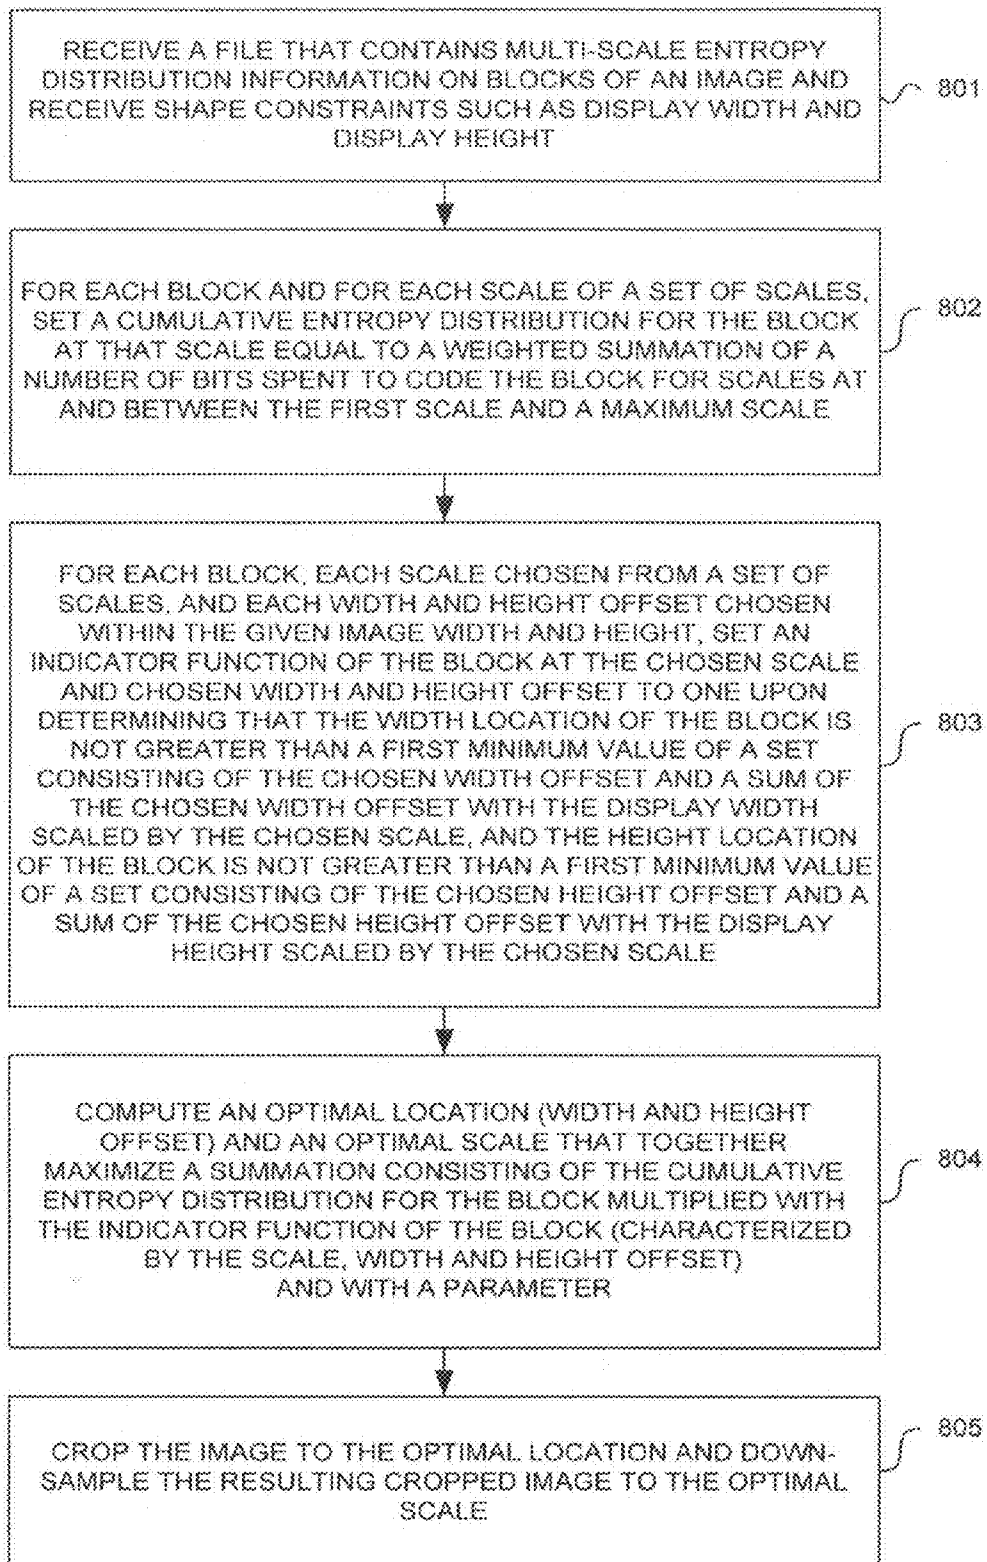 RECEIVE A FILE THAT CONTAINS MULTI-SCALE ENTROPY
DISTRIBUTION INFORMATION ON BLOCKS OF AN IMAGE AND
RECEIVE SHAPE CONSTRAINTS SUCH AS DISPLAY WIDTH AND
DISPLAY HEIGHT
801
FOR EACH BLOCK AND FOR EACH SCALE OF A SET OF SCALES,
SET A CUMULATIVE ENTROPY DISTRIBUTION FOR THE BLOCK
AT THAT SCALE EQUAL TO A WEIGHTED SUMMATION OF A
NUMBER OF BITS SPENT TO CODE THE BLOCK FOR SCALES AT
AND BETWEEN THE FIRST SCALE AND A MAXIMUM SCALE
802
FOR EACH BLOCK, EACH SCALE CHOSEN FROM A SET OF
SCALES, AND EACH WIDTH AND HEIGHT OFFSET CHOSEN
WITHIN THE GIVEN IMAGE WIDTH AND HEIGHT, SET AN
INDICATOR FUNCTION OF THE BLOCK AT THE CHOSEN SCALE
AND CHOSEN WIDTH AND HEIGHT OFFSET TO ONE UPON
DETERMINING THAT THE WIDTH LOCATION OF THE BLOCK IS
NOT GREATER THAN A FIRST MINIMUM VALUE OF A SET
CONSISTING OF THE CHOSEN WIDTH OFFSET AND A SUM OF
THE CHOSEN WIDTH OFFSET WITH THE DISPLAY WIDTH
SCALED BY THE CHOSEN SCALE, AND THE HEIGHT LOCATION
OF THE BLOCK IS NOT GREATER THAN A FIRST MINIMUM VALUE
OF A SET CONSISTING OF THE CHOSEN HEIGHT OFFSET AND A
SUM OF THE CHOSEN HEIGHT OFFSET WITH THE DISPLAY
HEIGHT SCALED BY THE CHOSEN SCALE
803
COMPUTE AN OPTIMAL LOCATION (WIDTH AND HEIGHT
OFFSET) AND AN OPTIMAL SCALE THAT TOGETHER
MAXIMIZE A SUMMATION CONSISTING OF THE CUMULATIVE
ENTROPY DISTRIBUTION FOR THE BLOCK MULTIPLIED WITH
THE INDICATOR FUNCTION OF THE BLOCK (CHARACTERIZED
BY THE SCALE, WIDTH AND HEIGHT OFFSET)
AND WITH A PARAMETER
804
CROP THE IMAGE TO THE OPTIMAL LOCATION AND DOWN-
SAMPLE THE RESULTING CROPPED IMAGE TO THE OPTIMAL
SCALE
805